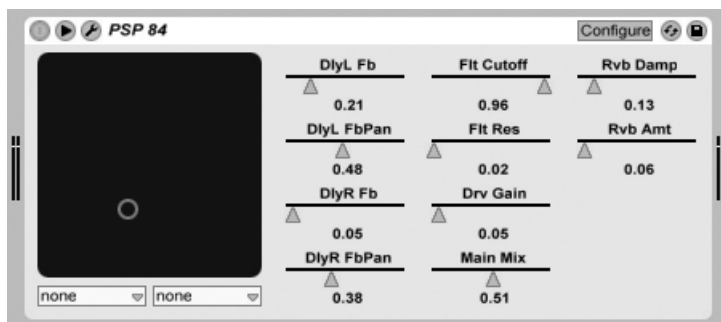 PSP 84 Configure
DlyL Fb Flt Cutoff Rvb Damp
0.21 0.96 0.13
DlyL FbPan Flt Res Rvb Amt
0.48 0.02 0.06
DlyR Fb Drv Gain
0.05 0.05
DlyR FbPan Main Mix
none none 0.38 0.51